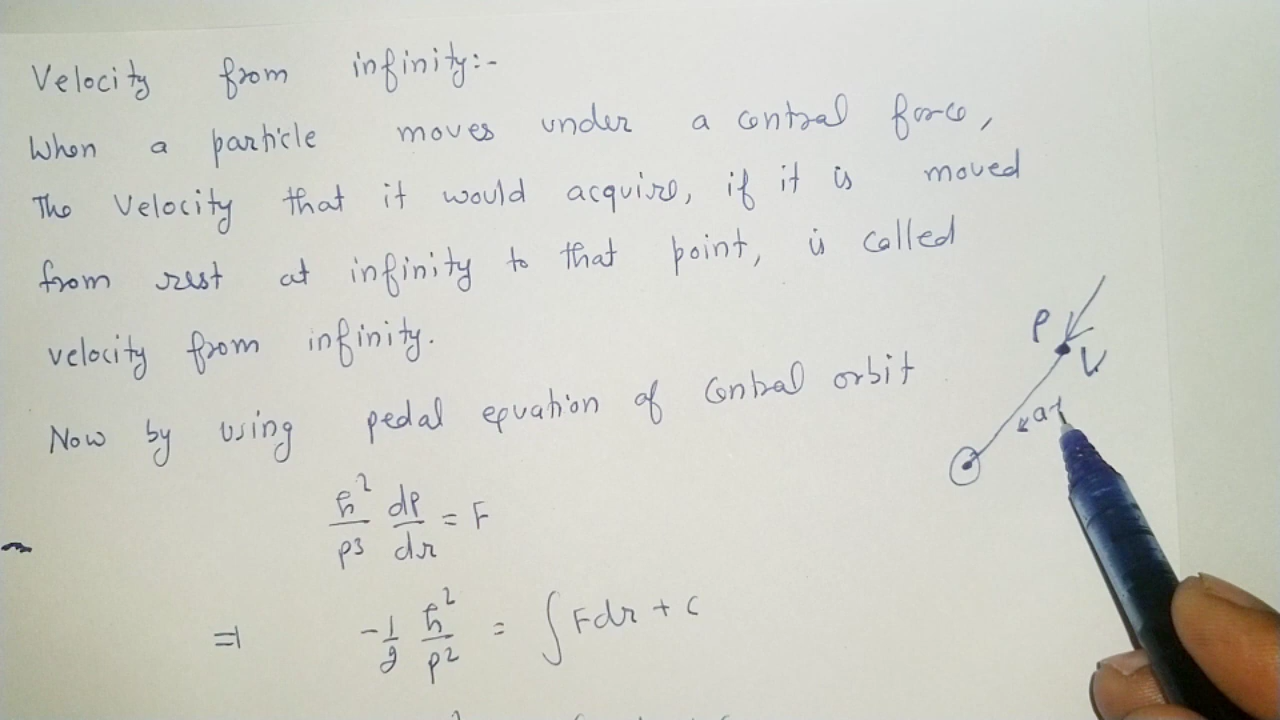 Velocity from infinity:-
When a particle moves under a central force,
The Velocity that it would acquire, if it is moved
from rest at infinity to that point, is called
velocity from infinity.
Now by using pedal equation of Central orbit
P
V
a
h²/p³ dp/dr = F
⇒ -1/2 h²/p² = ∫Fdr + c